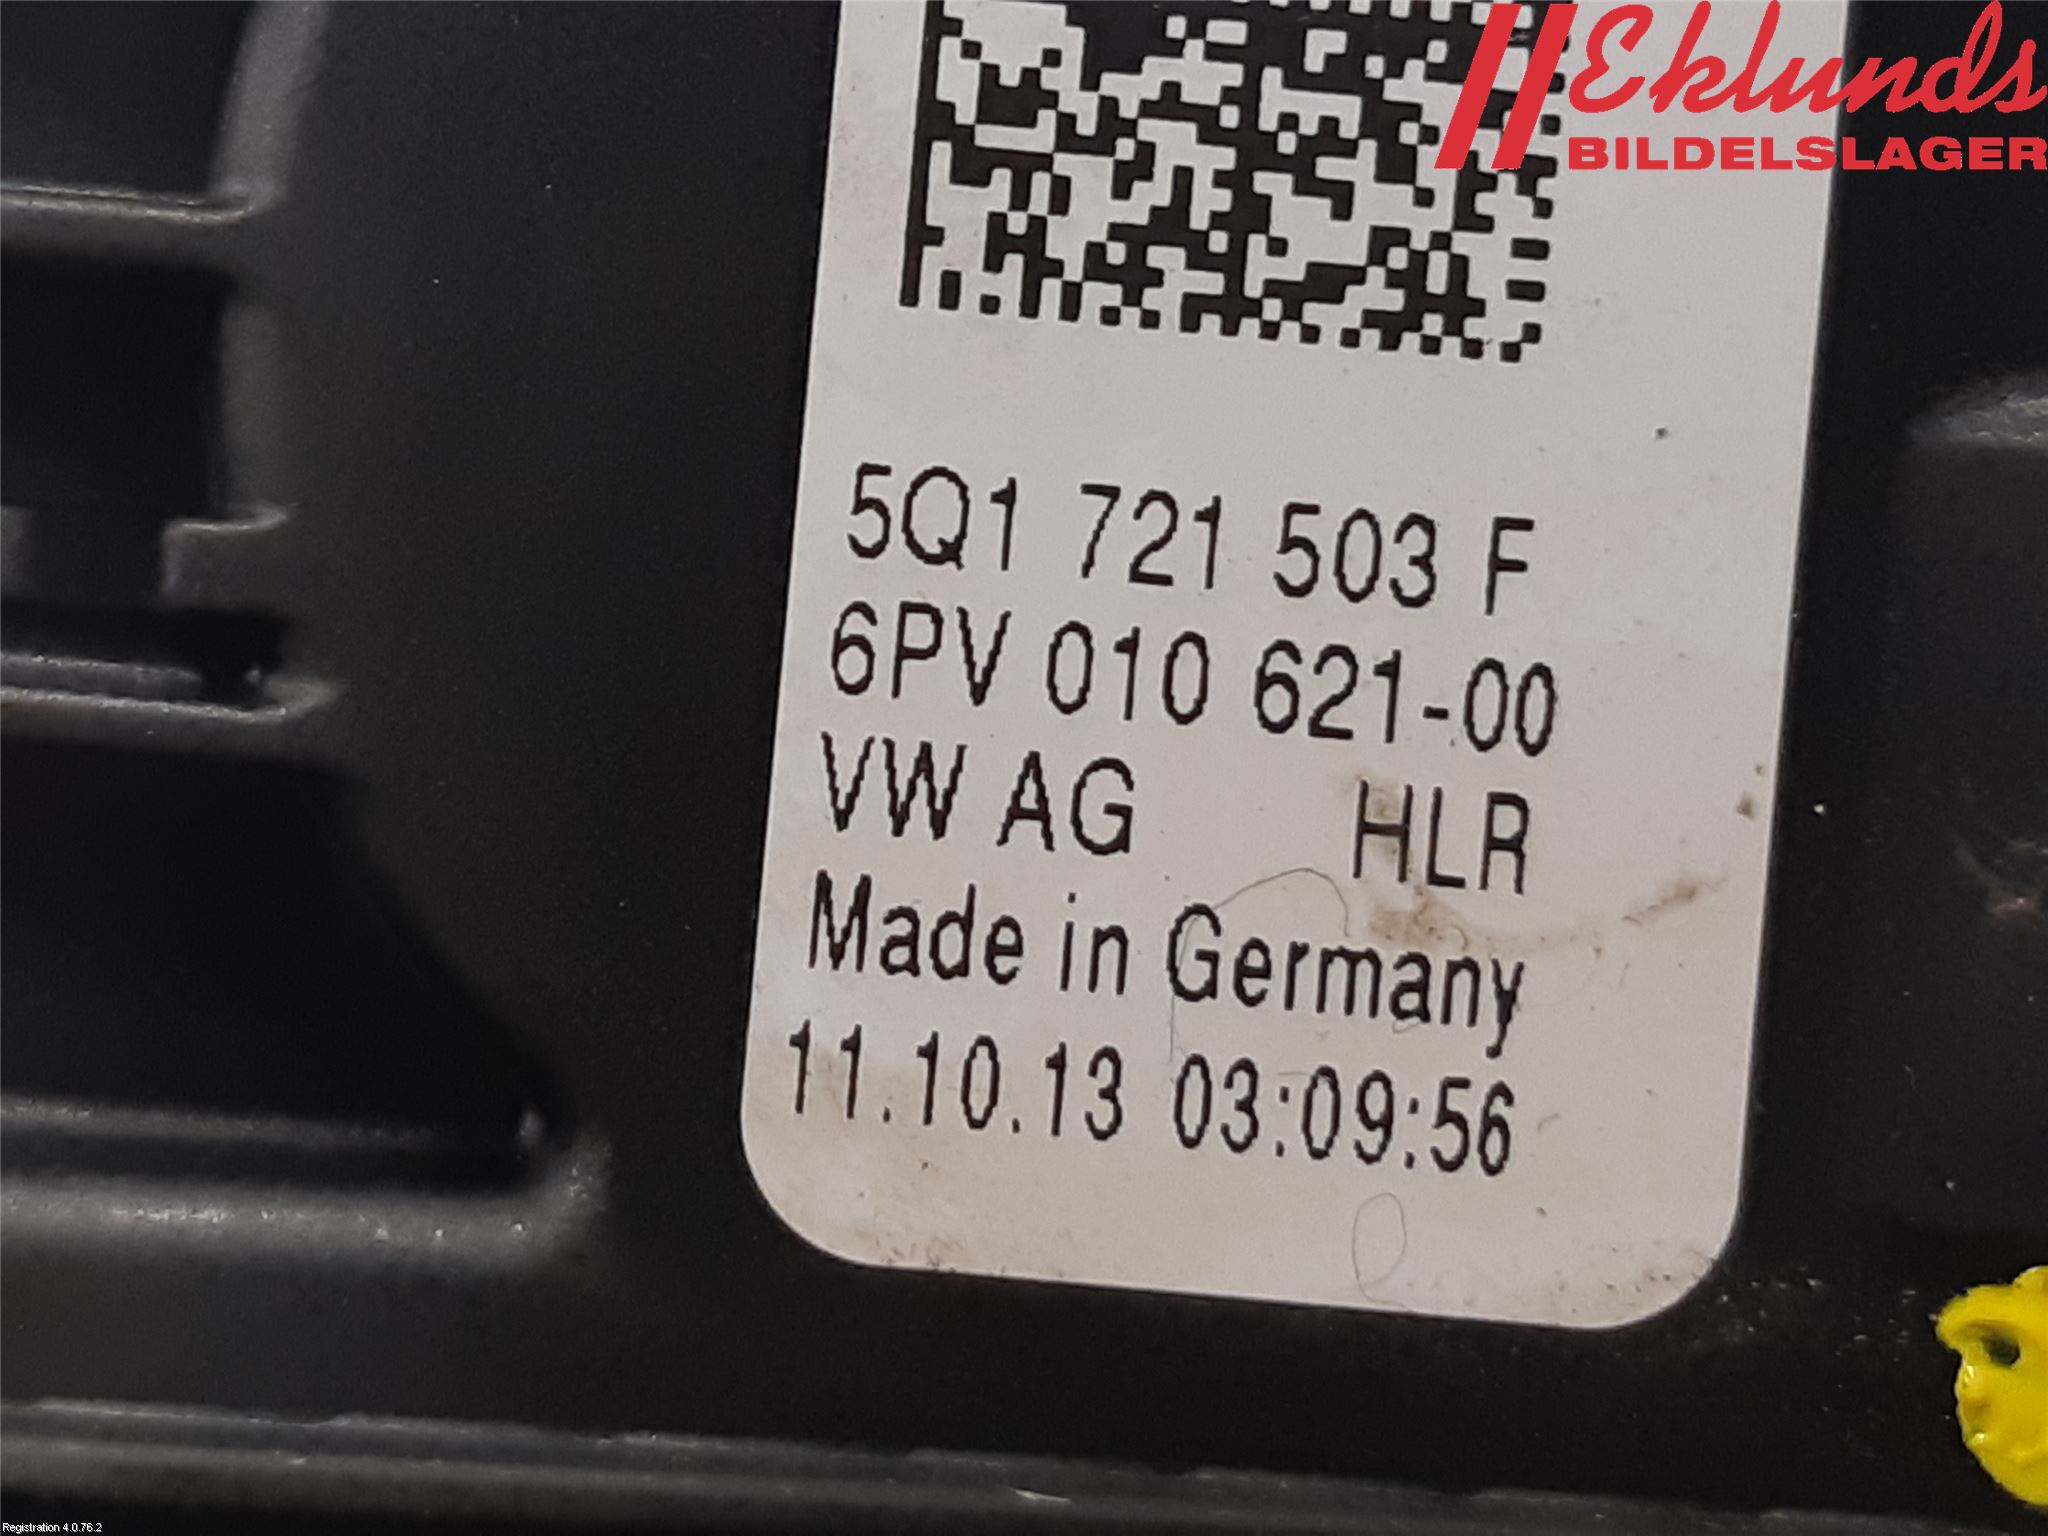 Eklunds
BILDELSLAGER
5Q1 721 503 F
6PV 010 621-00
VW AG HLR
Made in Germany
11.10.13 03:09:56
Registration 4.0.76.2